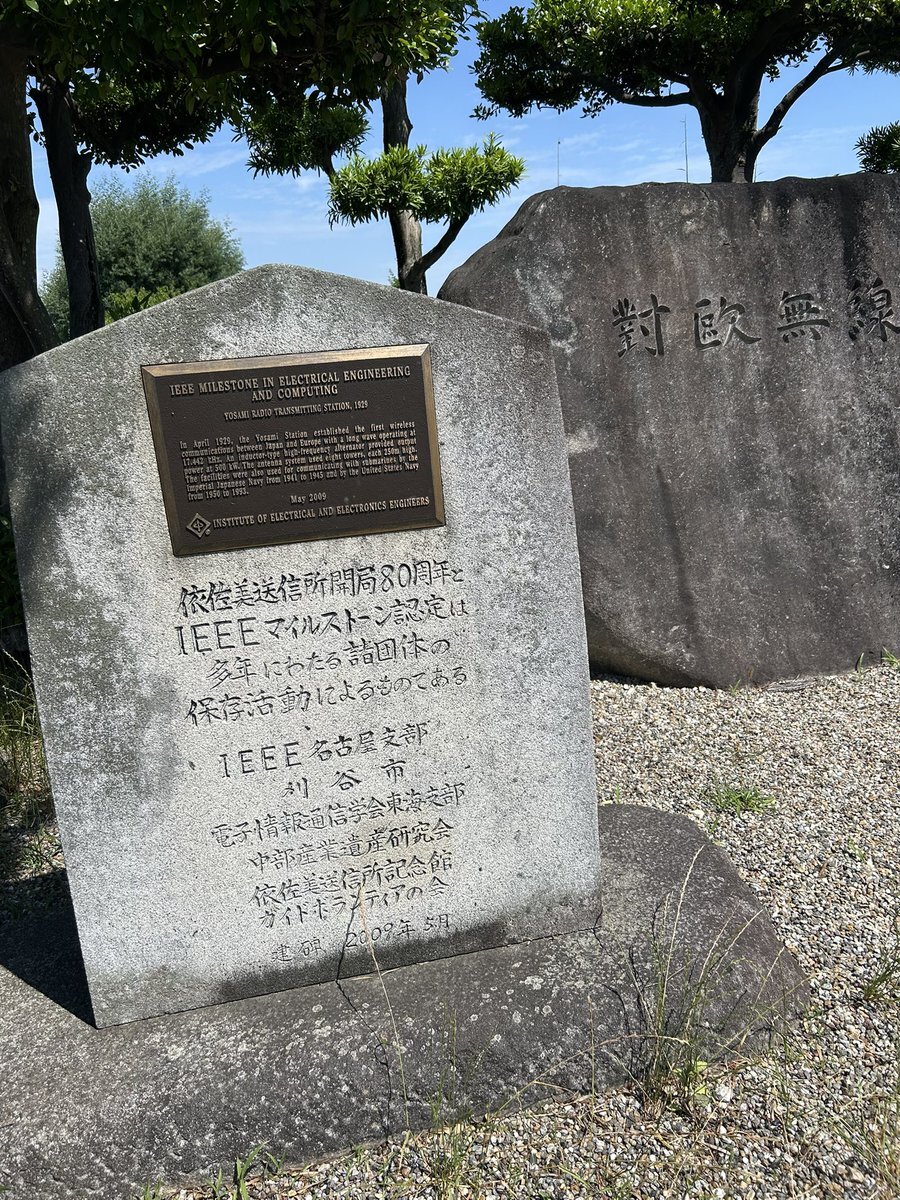 IEEE MILESTONE IN ELECTRICAL ENGINEERING
AND COMPUTING
YOSAMI RADIO TRANSMITTING STATION, 1929
In April 1929, the Yosami Station established the first wireless
communications between Japan and Europe with a long wave operating at
17.442 kHz. An inductor-type high-frequency alternator provided output
power at 500 kW. The antenna system used eight towers, each 250m high.
The facilities were also used for communicating with submarines by the
Imperial Japanese Navy from 1941 to 1945 and by the United States Navy
from 1950 to 1993.
May 2009
INSTITUTE OF ELECTRICAL AND ELECTRONICS ENGINEERS
依佐美送信所開局80周年と
IEEEマイルストーン認定は
多年にわたる諸団体の
保存活動によるものである
IEEE名古屋支部
刈谷市
電子情報通信学会東海支部
中部産業遺産研究会
依佐美送信所記念館
ガイドボランティアの会
建碑 2009年5月
對歐無線